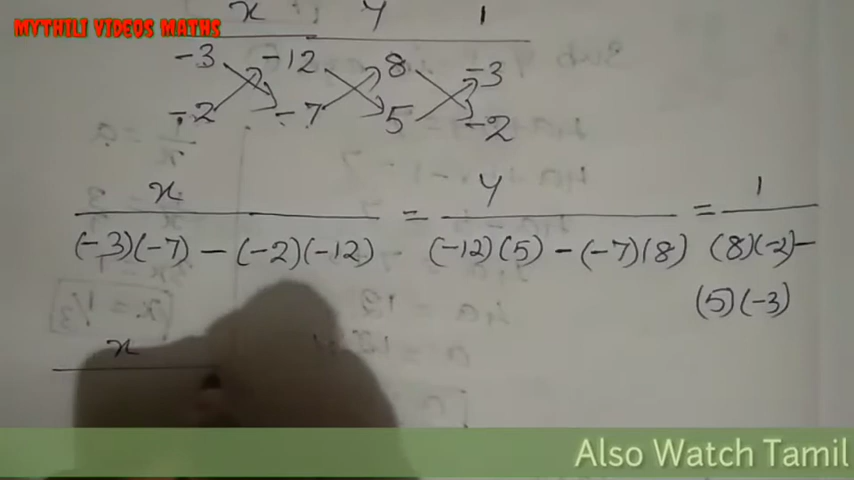 MYTHILI VIDEOS MATHS
x y 1
-3 -12 8 -3
-2 -7 5 -2
x/((-3)(-7) - (-2)(-12)) = y/((-12)(5) - (-7)(8)) = 1/((8)(-2) -
(5)(-3))
x
Also Watch Tamil